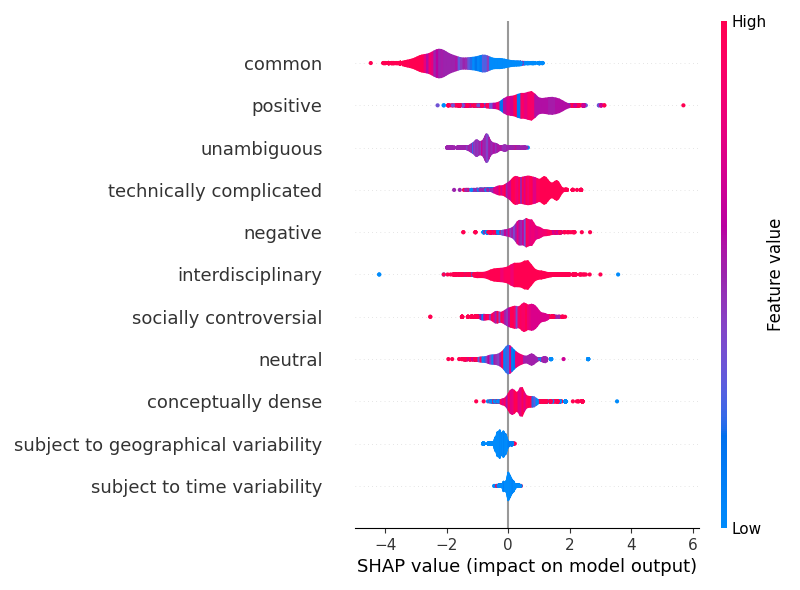 High
common
positive
unambiguous
technically complicated
negative
interdisciplinary
socially controversial
neutral
conceptually dense
subject to geographical variability
subject to time variability
Feature value
Low
−4 −2 0 2 4 6
SHAP value (impact on model output)